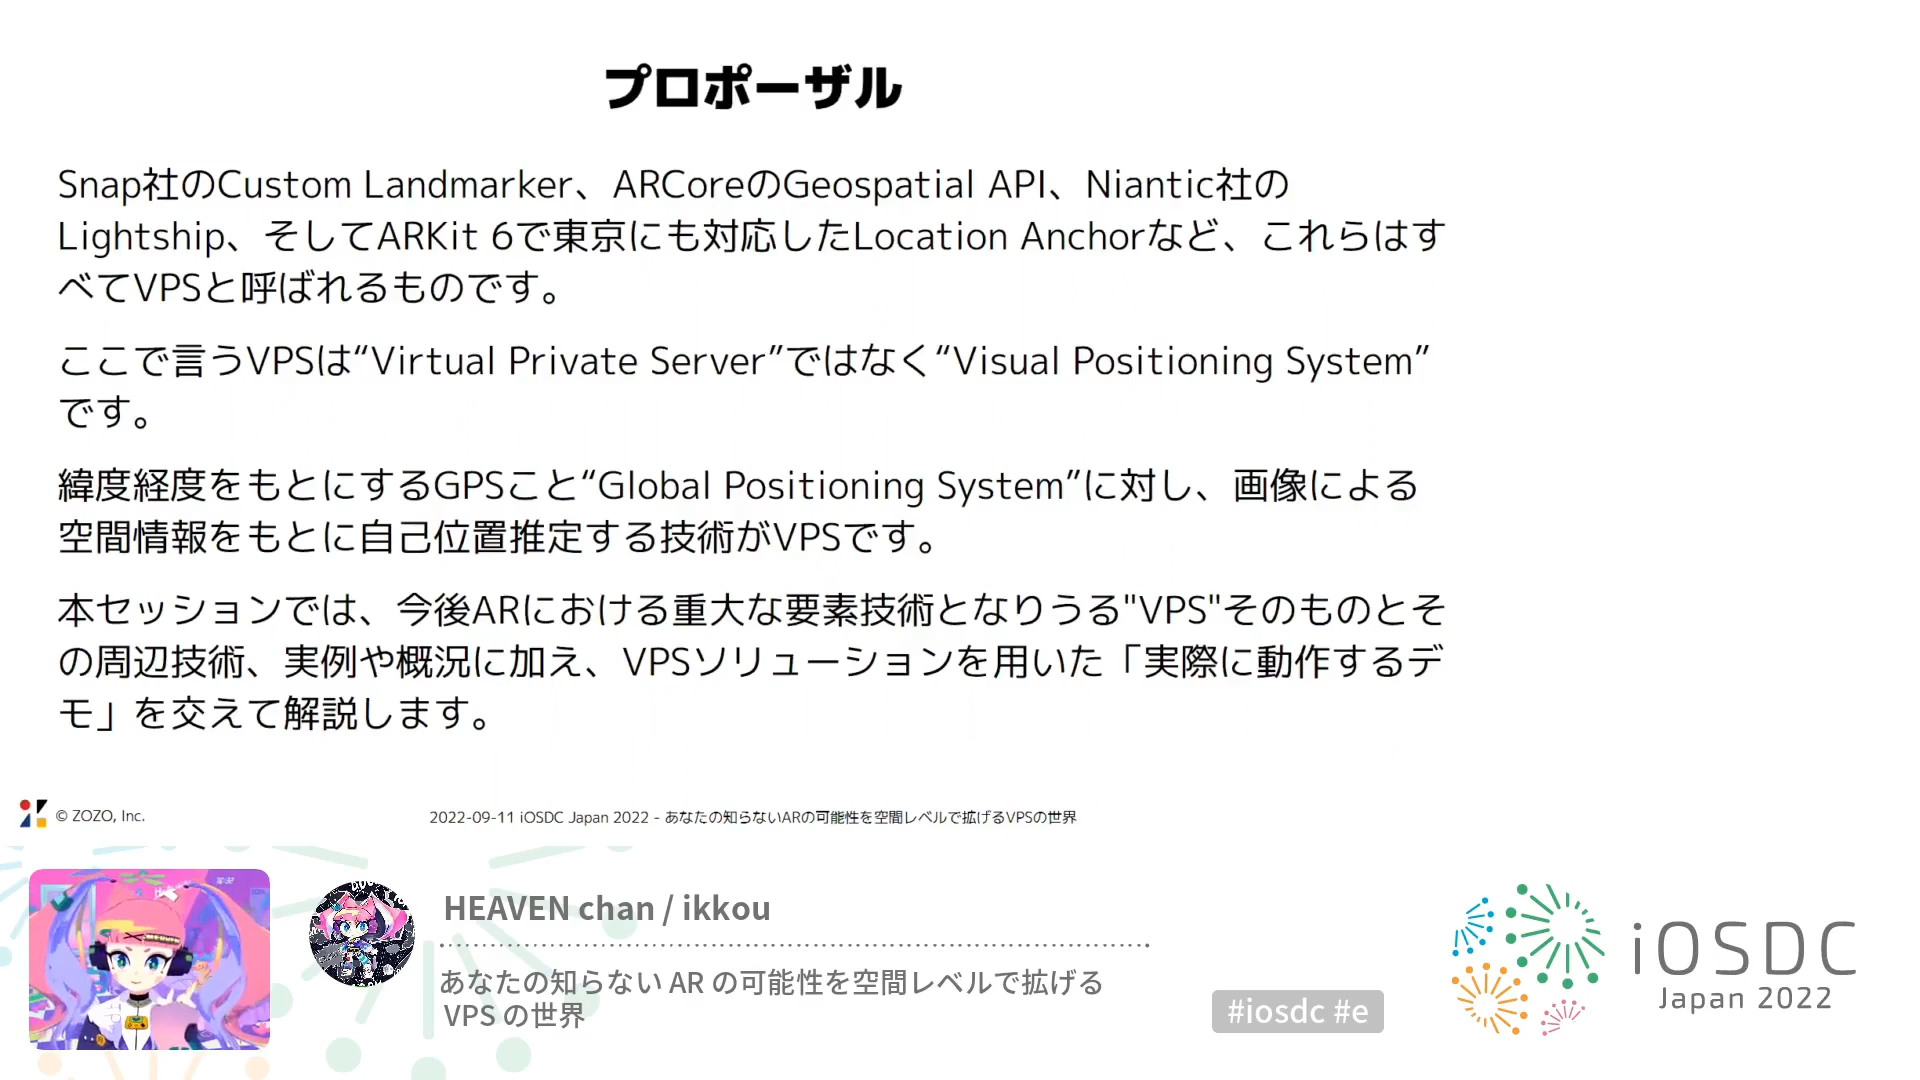 プロポーザル
Snap社のCustom Landmarker、ARCoreのGeospatial API、Niantic社の
Lightship、そしてARKit 6で東京にも対応したLocation Anchorなど、これらはす
べてVPSと呼ばれるものです。
ここで言うVPSは“Virtual Private Server”ではなく“Visual Positioning System”
です。
緯度経度をもとにするGPSこと“Global Positioning System”に対し、画像による
空間情報をもとに自己位置推定する技術がVPSです。
本セッションでは、今後ARにおける重大な要素技術となりうる"VPS"そのものとそ
の周辺技術、実例や概況に加え、VPSソリューションを用いた「実際に動作するデ
モ」を交えて解説します。
© ZOZO, Inc.
2022-09-11 iOSDC Japan 2022 - あなたの知らないARの可能性を空間レベルで拡げるVPSの世界
HEAVEN chan / ikkou
あなたの知らない AR の可能性を空間レベルで拡げる
VPS の世界
#iosdc #e
iOSDC
Japan 2022